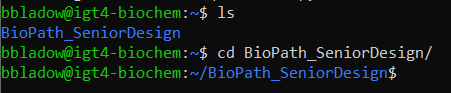 bbladow@igt4-biochem:~$ ls
BioPath_SeniorDesign
bbladow@igt4-biochem:~$ cd BioPath_SeniorDesign/
bbladow@igt4-biochem:~/BioPath_SeniorDesign$